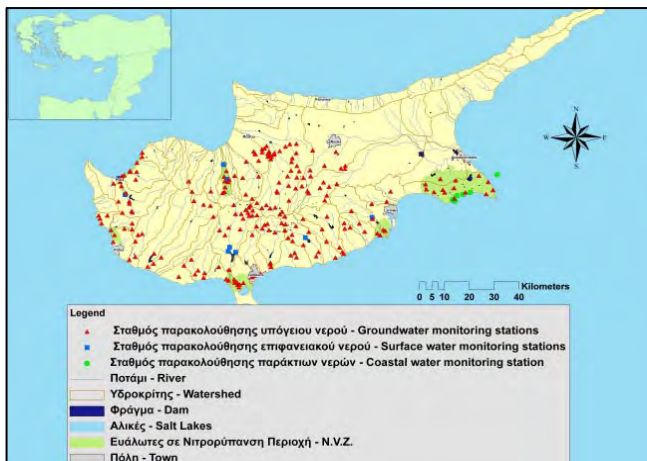 N
W E
S
Kilometers
0 5 10 20 30 40
Legend
Σταθμός παρακολούθησης υπόγειου νερού - Groundwater monitoring stations
Σταθμός παρακολούθησης επιφανειακού νερού - Surface water monitoring stations
Σταθμός παρακολούθησης παράκτιων νερών - Coastal water monitoring station
Ποτάμι - River
Υδροκρίτης - Watershed
Φράγμα - Dam
Αλικές - Salt Lakes
Ευάλωτες σε Νιτρορύπανση Περιοχή - N.V.Z.
Πόλη - Town